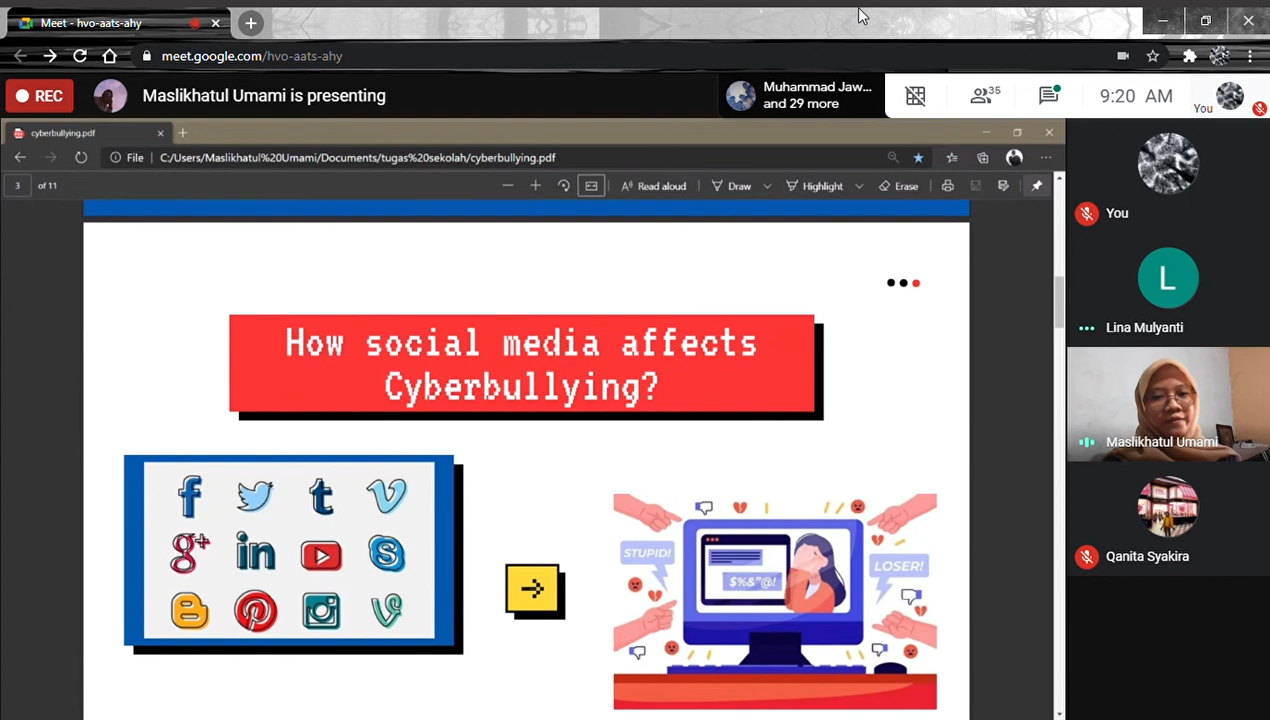 Meet - hvo-aats-ahy
meet.google.com/hvo-aats-ahy
REC
Maslikhatul Umami is presenting
Muhammad Jaw...
and 29 more
35
9:20 AM
You
cyberbullying.pdf
File
C:/Users/Maslikhatul%20Umami/Documents/tugas%20sekolah/cyberbullying.pdf
3
of 11
Read aloud
Draw
Highlight
Erase
You
Lina Mulyanti
L
Maslikhatul Umami
Qanita Syakira
How social media affects
Cyberbullying?
STUPID!
LOSER!
$%&"@!